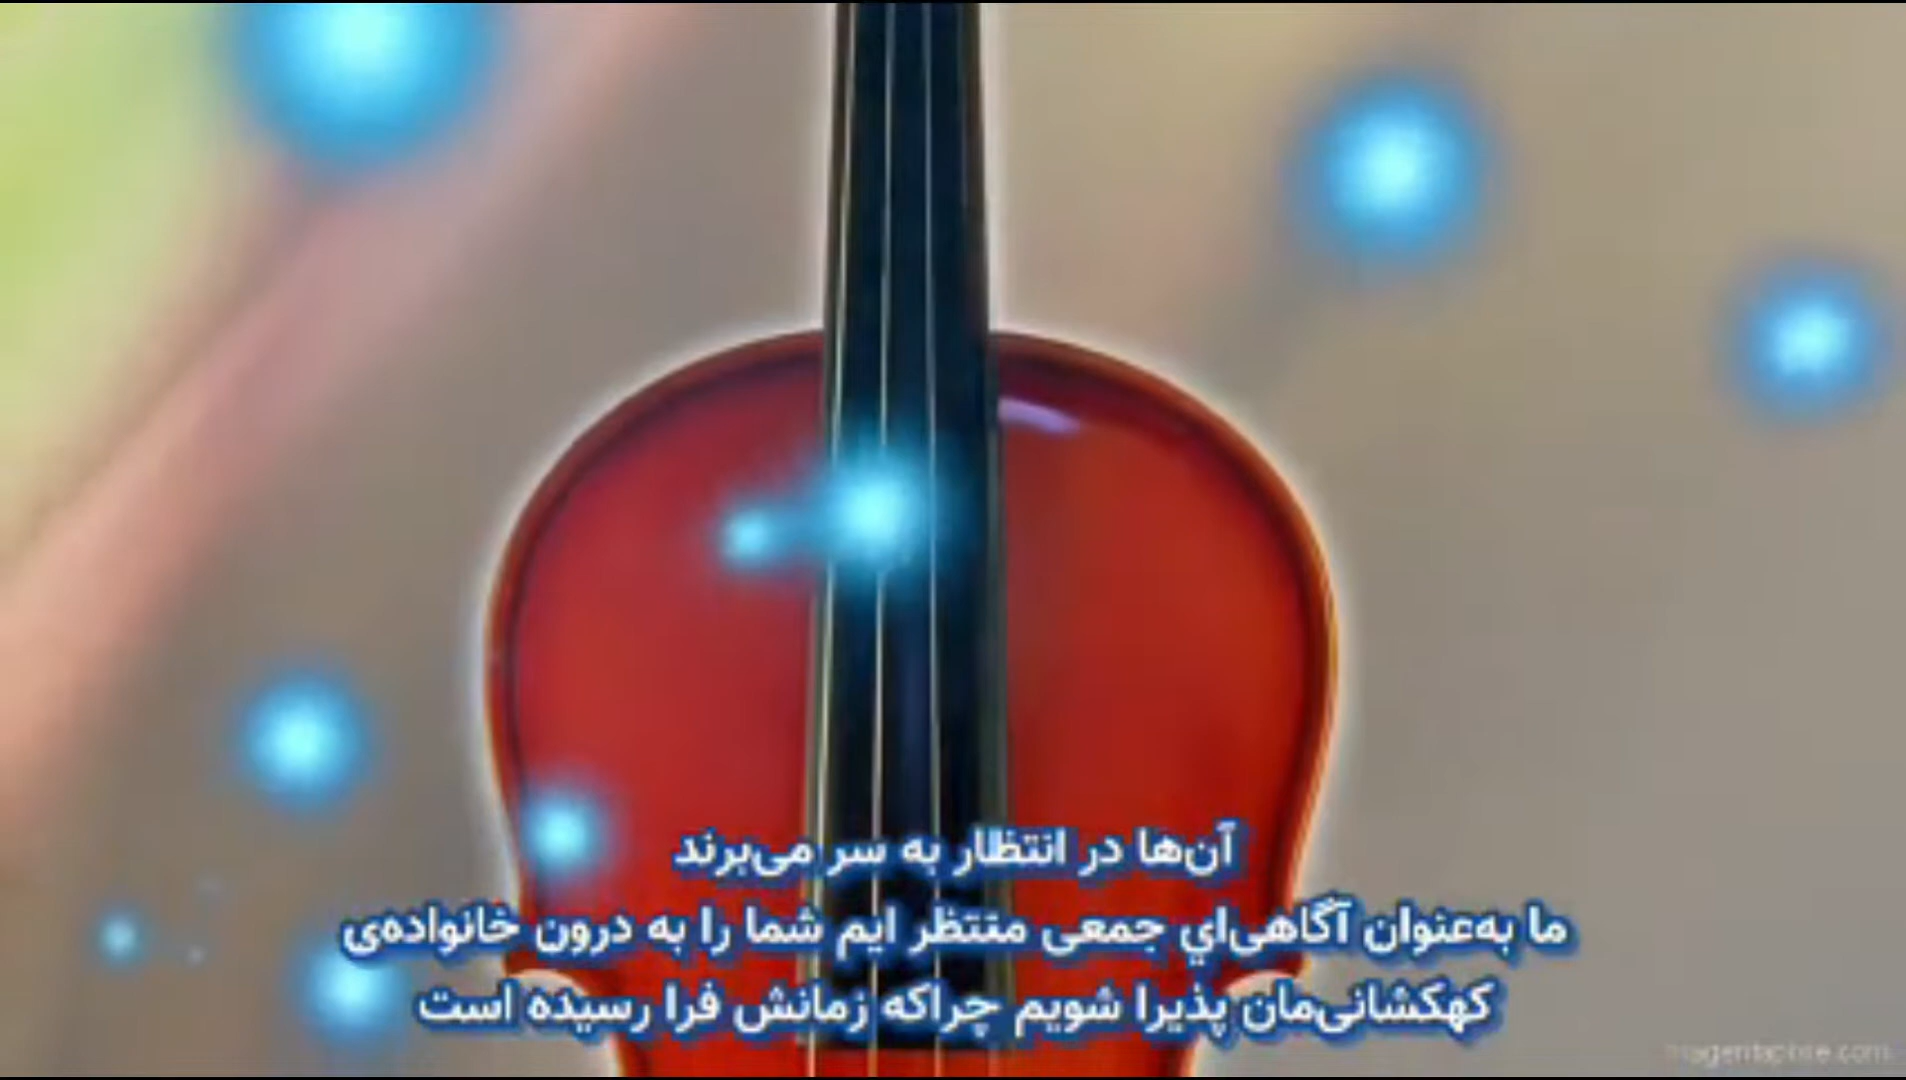 آن‌ها در انتظار به سر می‌برند
ما به‌عنوان آگاهی‌اي جمعی منتظر ایم شما را به درون خانواده‌ی
کهکشانی‌مان پذیرا شویم چراکه زمانش فرا رسیده است